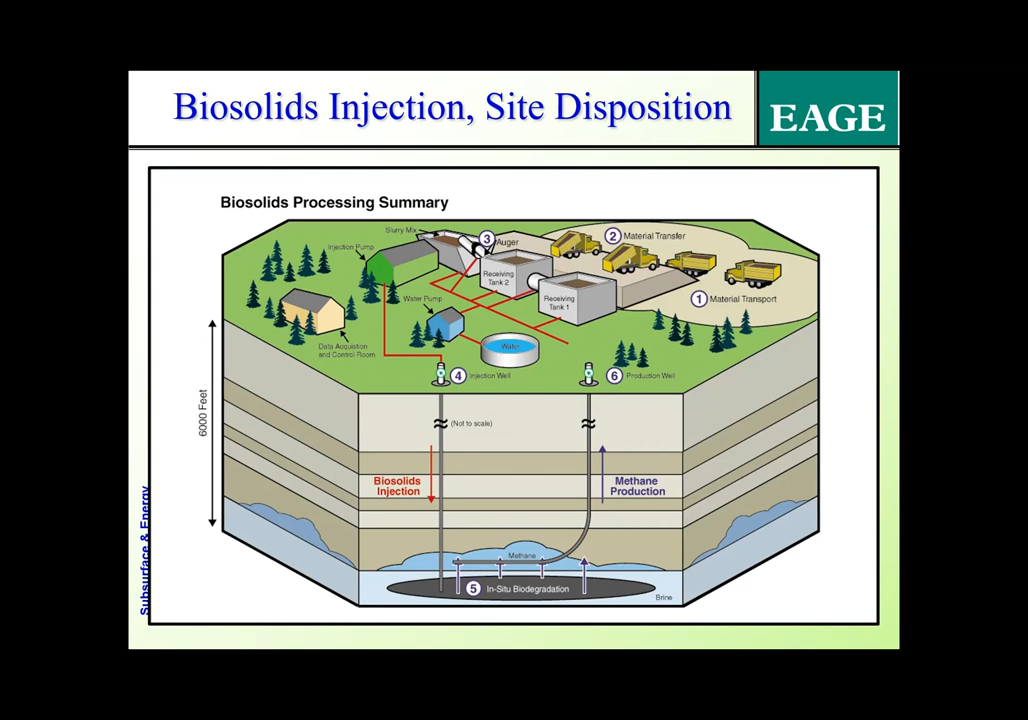 Biosolids Injection, Site Disposition
EAGE
Biosolids Processing Summary
Slurry Mix
3
Auger
2
Material Transfer
Injection Pump
Receiving
Tank 2
Receiving
Tank 1
1
Material Transport
Water Pump
Data Acquisition
and Control Room
Water
4
Injection Well
6
Production Well
6000 Feet
(Not to scale)
Biosolids
Injection
Methane
Production
Methane
5
In-Situ Biodegradation
Brine
Subsurface & Energy